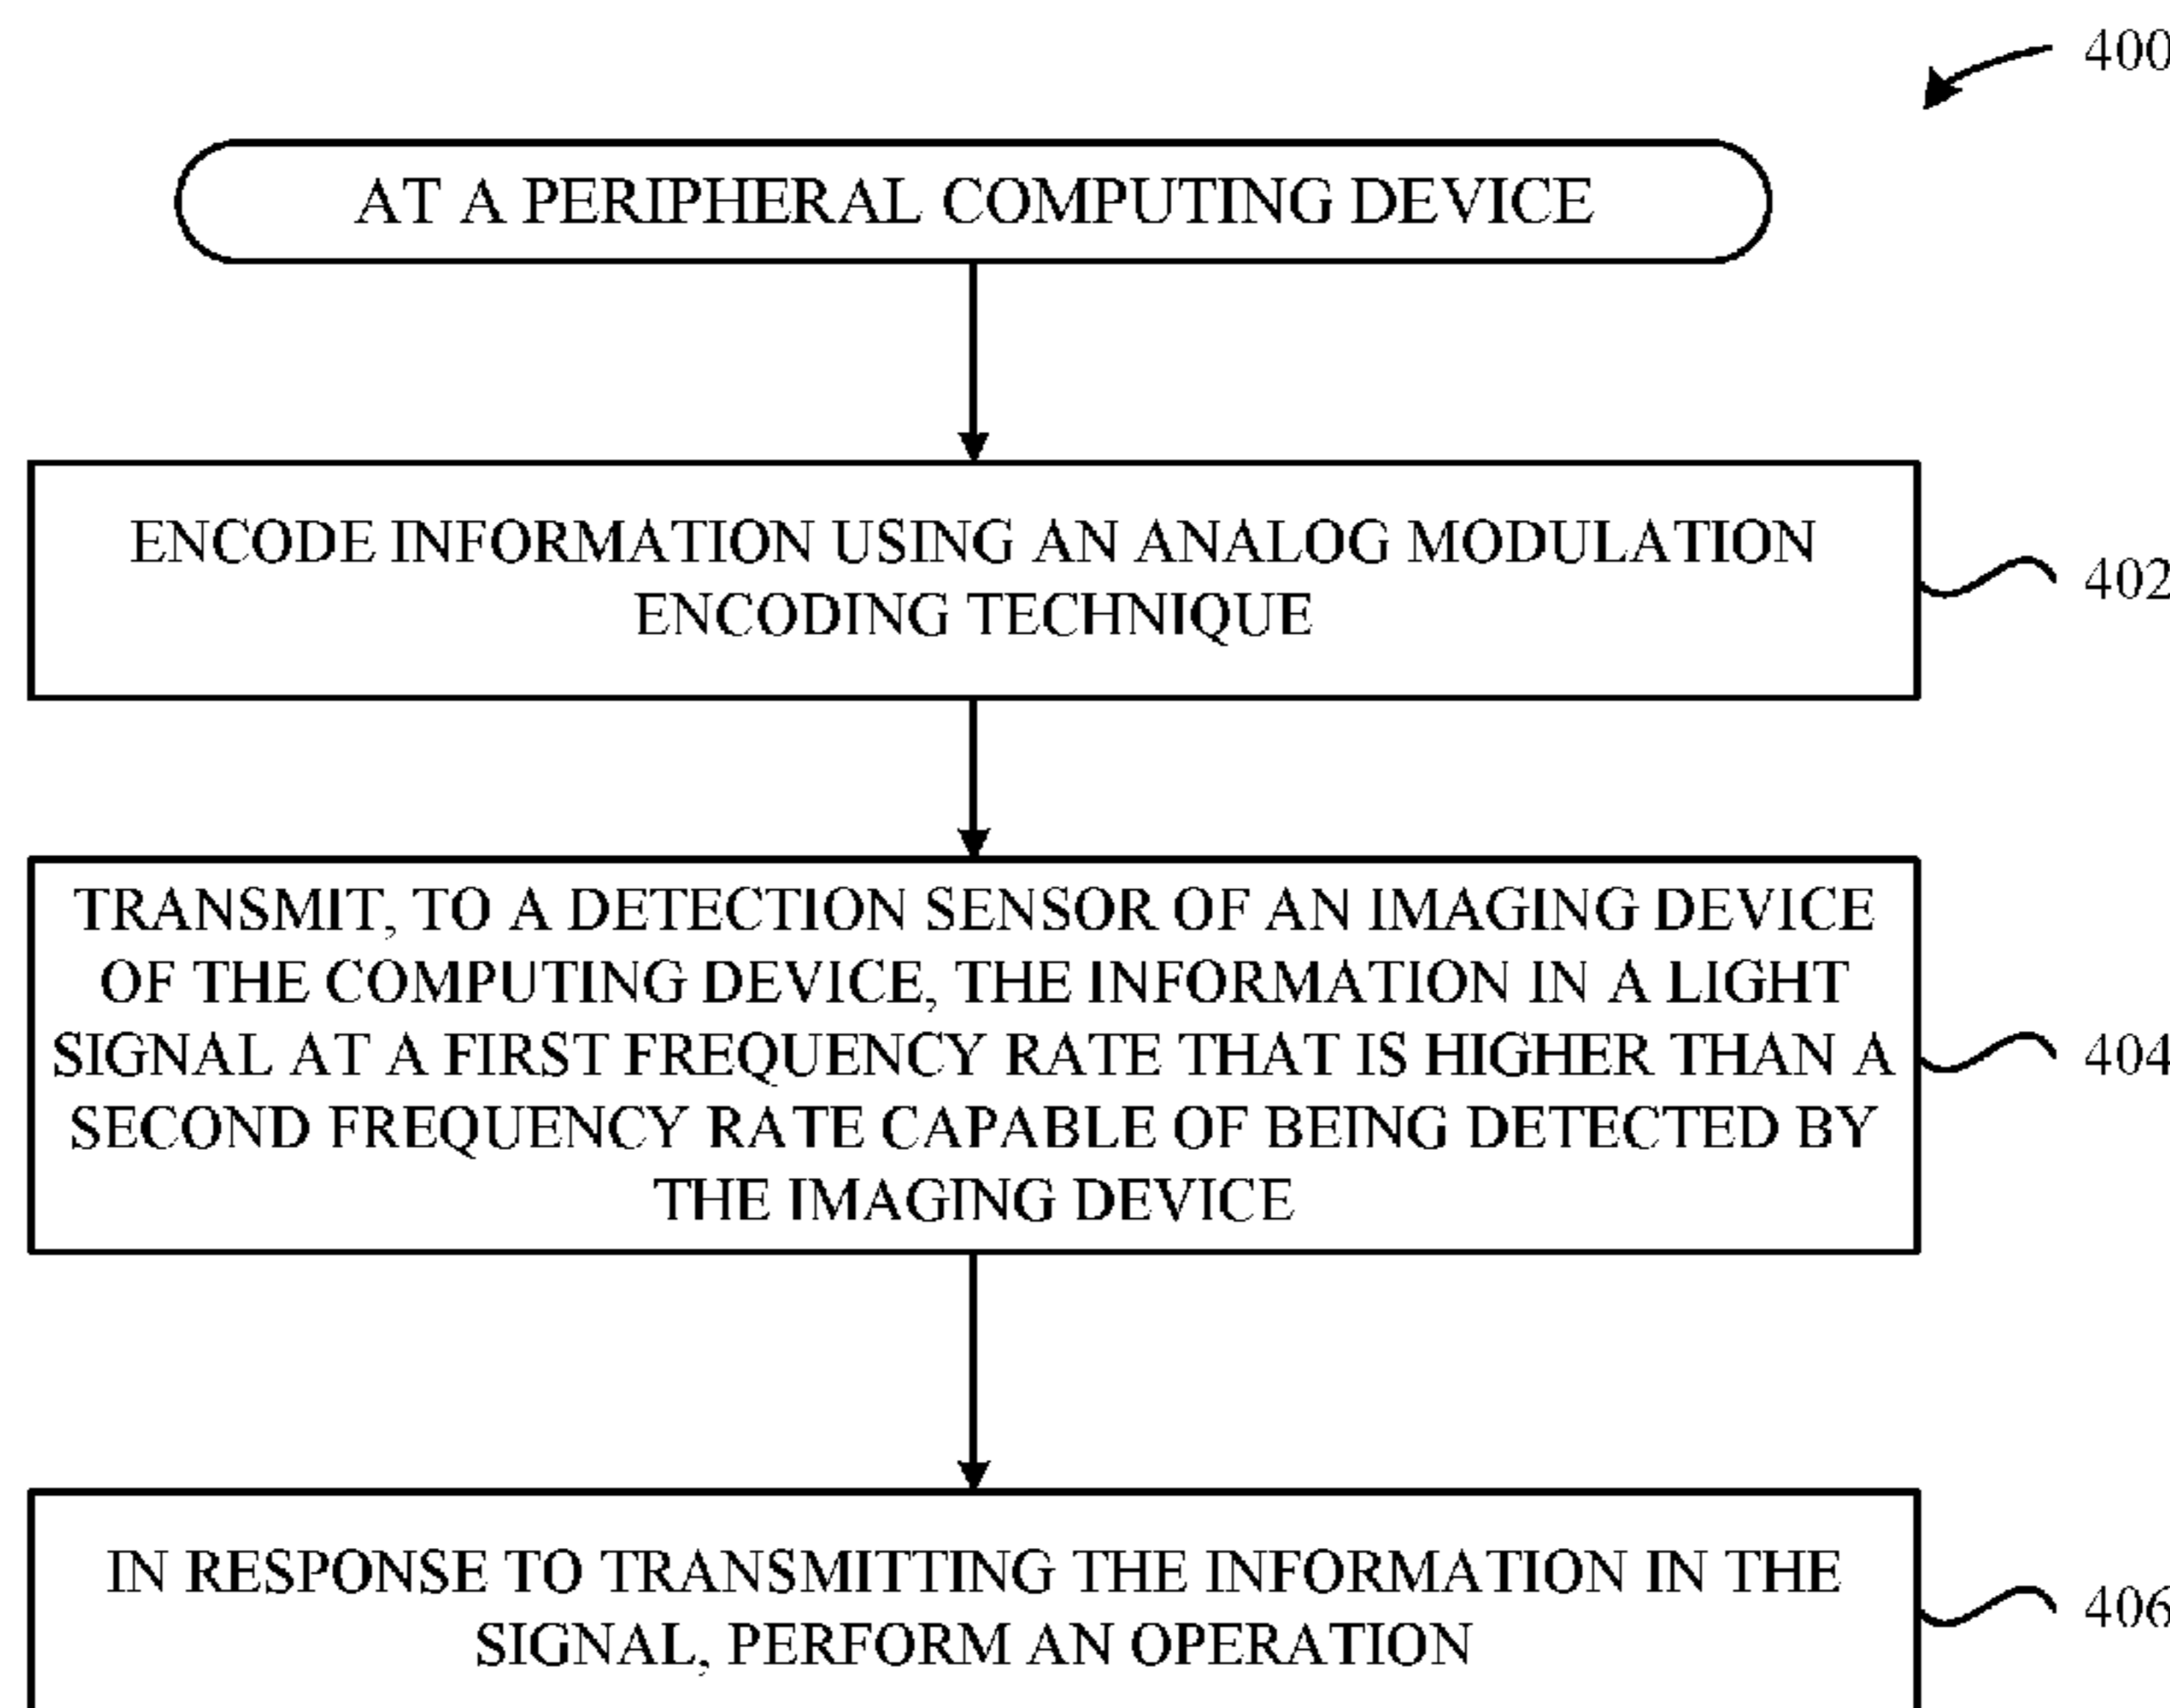 400
AT A PERIPHERAL COMPUTING DEVICE
ENCODE INFORMATION USING AN ANALOG MODULATION
ENCODING TECHNIQUE
402
TRANSMIT, TO A DETECTION SENSOR OF AN IMAGING DEVICE
OF THE COMPUTING DEVICE, THE INFORMATION IN A LIGHT
SIGNAL AT A FIRST FREQUENCY RATE THAT IS HIGHER THAN A
SECOND FREQUENCY RATE CAPABLE OF BEING DETECTED BY
THE IMAGING DEVICE
404
IN RESPONSE TO TRANSMITTING THE INFORMATION IN THE
SIGNAL, PERFORM AN OPERATION
406